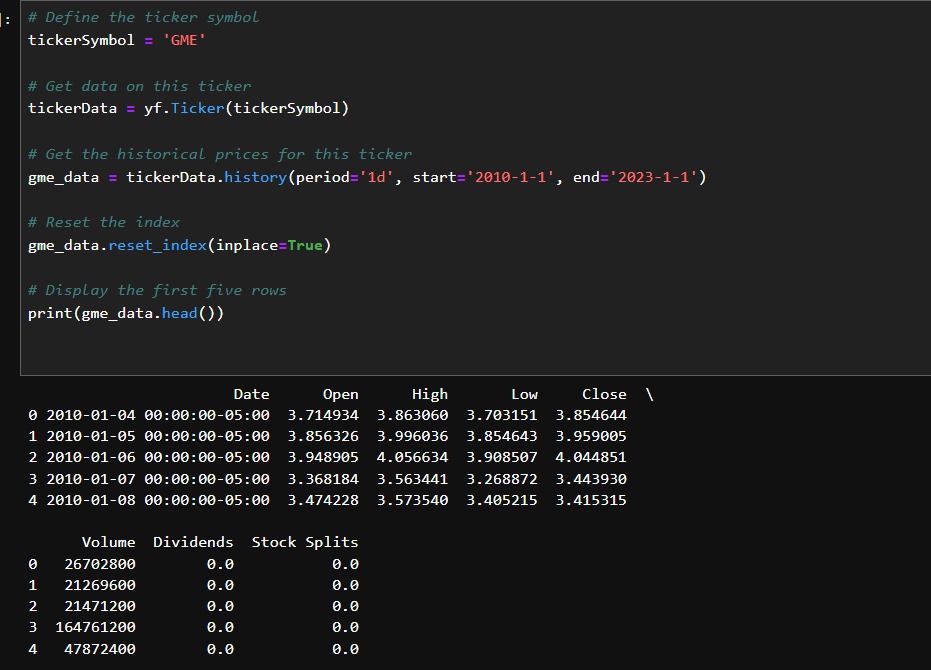 ]:
# Define the ticker symbol
tickerSymbol = 'GME'
# Get data on this ticker
tickerData = yf.Ticker(tickerSymbol)
# Get the historical prices for this ticker
gme_data = tickerData.history(period='1d', start='2010-1-1', end='2023-1-1')
# Reset the index
gme_data.reset_index(inplace=True)
# Display the first five rows
print(gme_data.head())
Date Open High Low Close \
0 2010-01-04 00:00:00-05:00 3.714934 3.863060 3.703151 3.854644
1 2010-01-05 00:00:00-05:00 3.856326 3.996036 3.854643 3.959005
2 2010-01-06 00:00:00-05:00 3.948905 4.056634 3.908507 4.044851
3 2010-01-07 00:00:00-05:00 3.368184 3.563441 3.268872 3.443930
4 2010-01-08 00:00:00-05:00 3.474228 3.573540 3.405215 3.415315
Volume Dividends Stock Splits
0 26702800 0.0 0.0
1 21269600 0.0 0.0
2 21471200 0.0 0.0
3 164761200 0.0 0.0
4 47872400 0.0 0.0